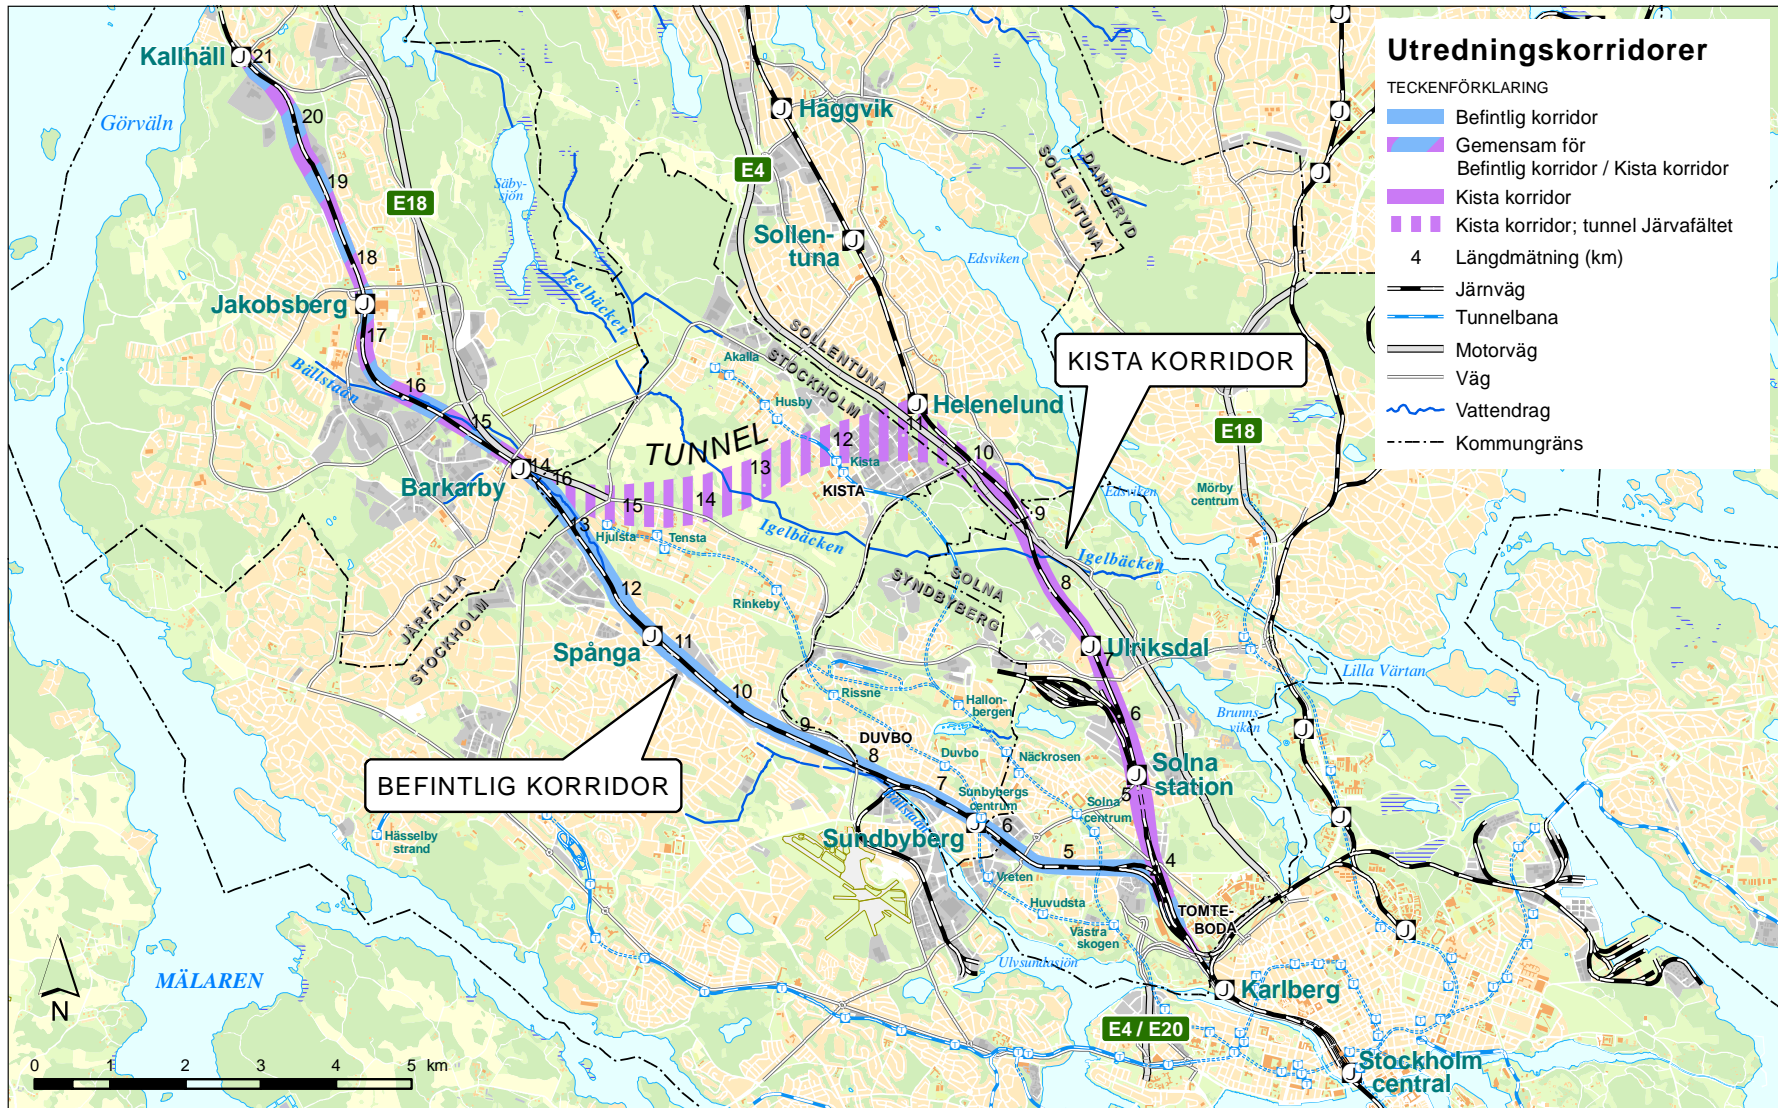 Utredningskorridorer
TECKENFÖRKLARING
Befintlig korridor
Gemensam för
Befintlig korridor / Kista korridor
Kista korridor
Kista korridor; tunnel Järvafältet
4 Längdmätning (km)
Järnväg
Tunnelbana
Motorväg
Väg
Vattendrag
Kommungräns
Kallhäll
21
Görväln
20
19
E18
18
Jakobsberg
17
Bällstaån
16
15
14
Barkarby
16
Säby-
sjön
Igelbäcken
Häggvik
E4
Sollen-
tuna
Edsviken
SOLLENTUNA
DANDERYD
SOLLENTUNA
STOCKHOLM
Akalla
Husby
Helenelund
11
12
Kista
KISTA
TUNNEL
13
14
15
10
KISTA KORRIDOR
E18
Mörby
centrum
Edsviken
9
Igelbäcken
Igelbäcken
8
SOLNA
SYNDBYBERG
Hjulsta
Tensta
13
12
Rinkeby
JÄRFÄLLA
STOCKHOLM
Spånga
11
10
9
Ulriksdal
7
Lilla Värtan
Rissne
Hallon-
bergen
6
Brunns-
viken
DUVBO
8
Duvbo
Näckrosen
Solna
station
5
BEFINTLIG KORRIDOR
7
Sunbybergs
centrum
Solna
centrum
Bällstaån
Sundbyberg
6
5
4
Hässelby
strand
Vreten
Huvudsta
Västra
skogen
TOMTE-
BODA
Ulvsundasjön
MÄLAREN
N
Karlberg
E4 / E20
Stockholm
central
0 1 2 3 4 5 km